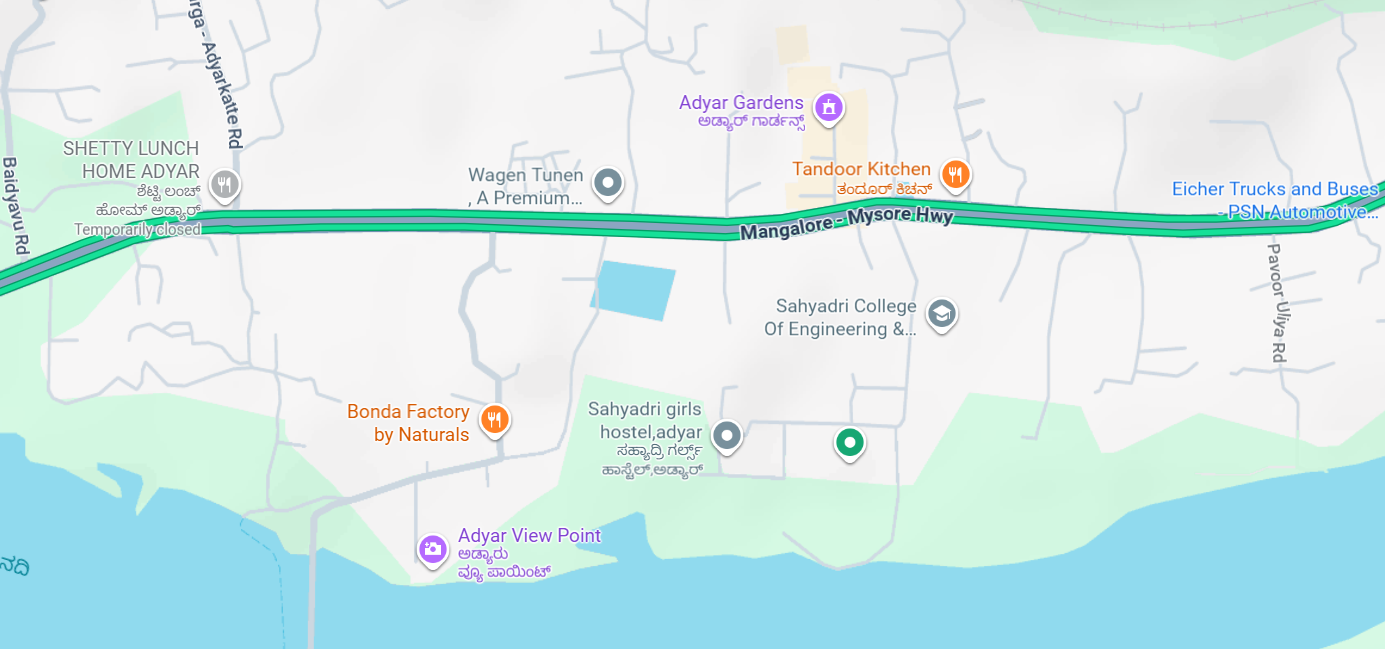 rga - Adyarkatte Rd
Adyar Gardens
ಅಡ್ಯಾರ್ ಗಾರ್ಡನ್ಸ್
SHETTY LUNCH
HOME ADYAR
ಶೆಟ್ಟಿ ಲಂಚ್
ಹೋಮ್ ಅಡ್ಯಾರ್
Temporarily closed
Baidyavu Rd
Wagen Tunen
, A Premium...
Tandoor Kitchen
ತಂದೂರ್ ಕಿಚನ್
Eicher Trucks and Buses
- PSN Automotive...
Mangalore - Mysore Hwy
Pavoor Uliya Rd
Sahyadri College
Of Engineering &...
Bonda Factory
by Naturals
Sahyadri girls
hostel,adyar
ಸಹ್ಯಾದ್ರಿ ಗರ್ಲ್ಸ್
ಹಾಸ್ಟೆಲ್,ಅಡ್ಯಾರ್
Adyar View Point
ಅಡ್ಯಾರು
ವ್ಯೂ ಪಾಯಿಂಟ್
ನದಿ